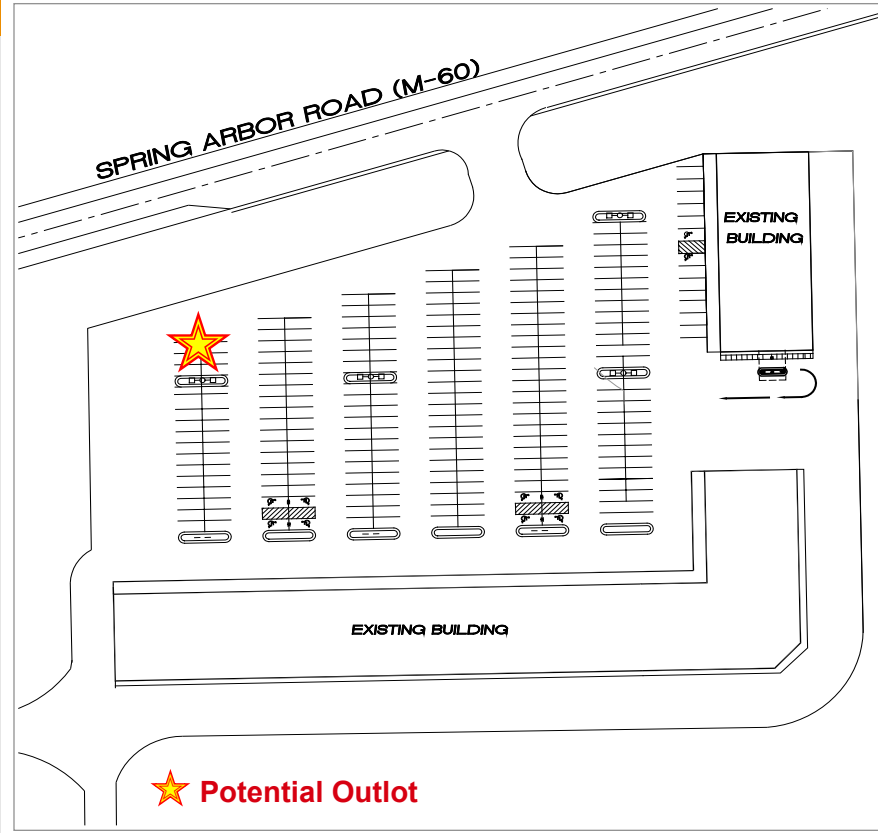 SPRING ARBOR ROAD (M-60)
EXISTING
BUILDING
EXISTING BUILDING
Potential Outlot